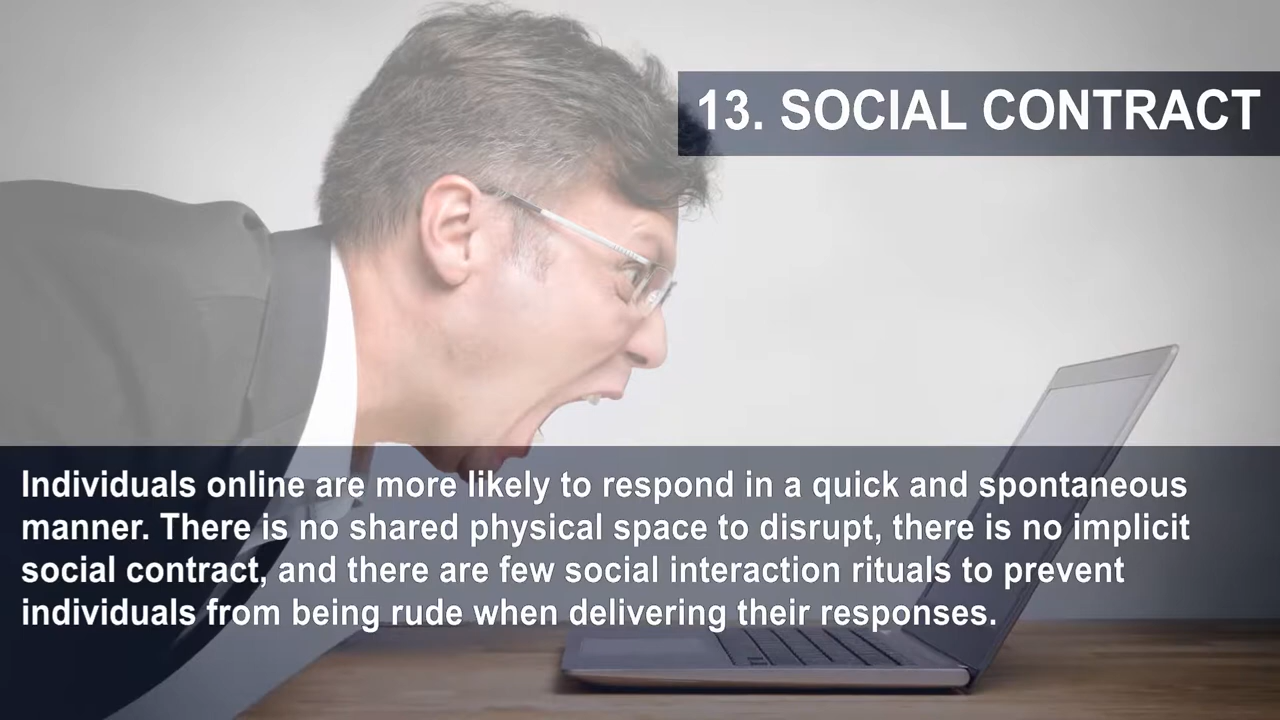 13. SOCIAL CONTRACT
Individuals online are more likely to respond in a quick and spontaneous
manner. There is no shared physical space to disrupt, there is no implicit
social contract, and there are few social interaction rituals to prevent
individuals from being rude when delivering their responses.